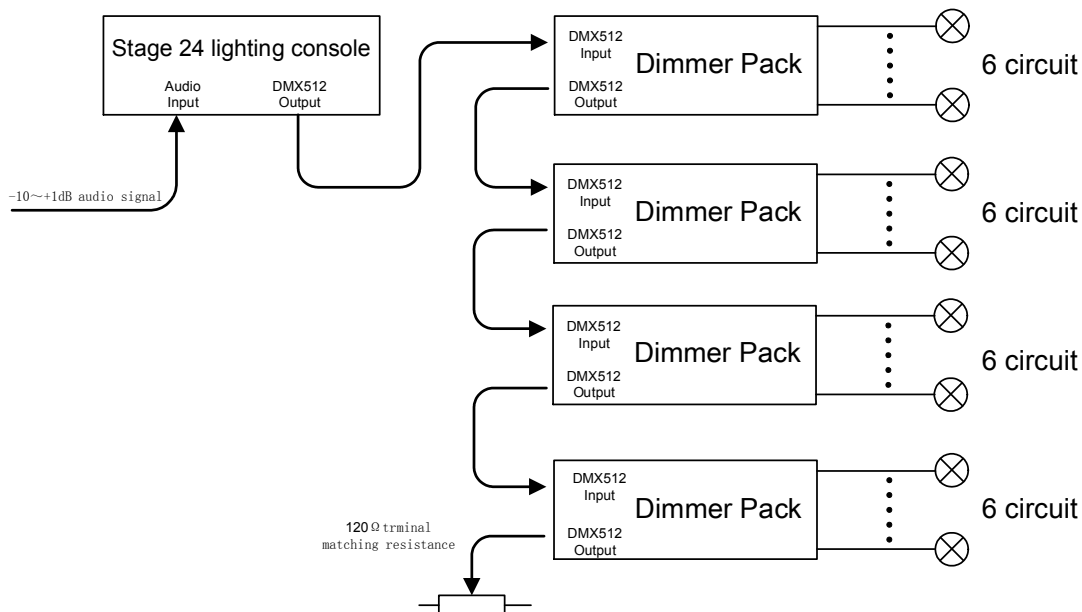 Stage 24 lighting console
Audio
Input
DMX512
Output
-10～+1dB audio signal
DMX512
Input
DMX512
Output
Dimmer Pack
6 circuit
DMX512
Input
DMX512
Output
Dimmer Pack
6 circuit
DMX512
Input
DMX512
Output
Dimmer Pack
6 circuit
DMX512
Input
DMX512
Output
Dimmer Pack
6 circuit
120Ωtrminal
matching resistance